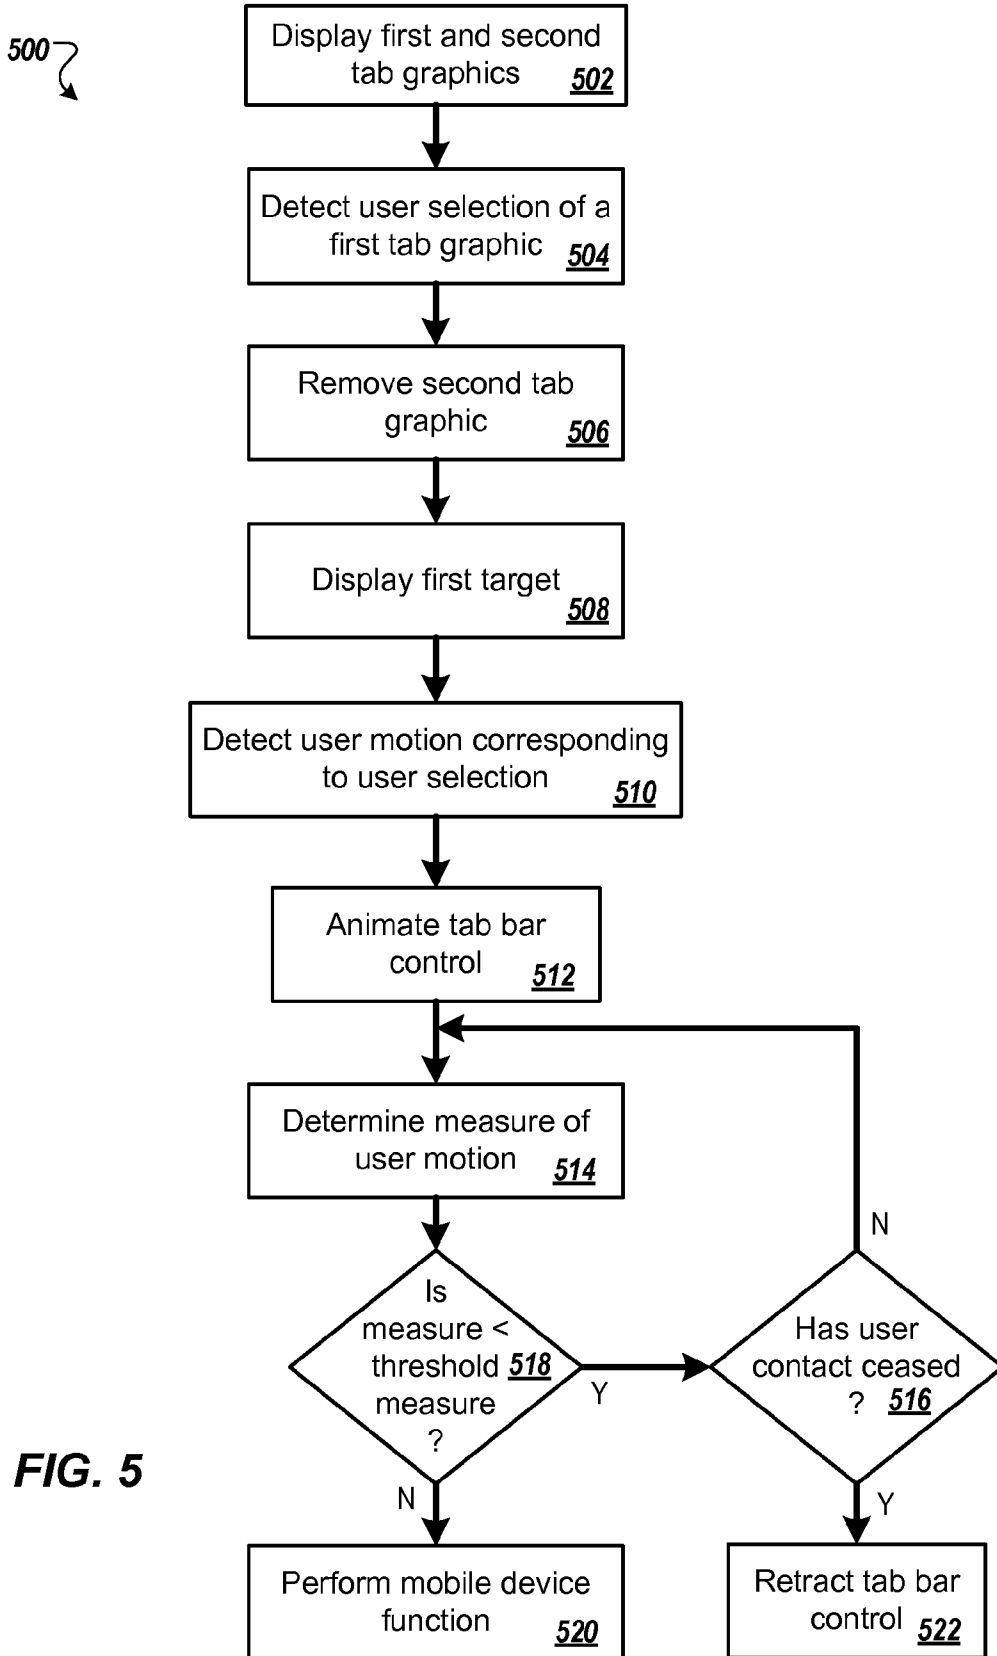 500
Display first and second
tab graphics 502
Detect user selection of a
first tab graphic 504
Remove second tab
graphic 506
Display first target
508
Detect user motion corresponding
to user selection 510
Animate tab bar
control 512
Determine measure of
user motion 514
N
Is
measure <
threshold 518
measure
?
Y
Has user
contact ceased
? 516
FIG. 5
N
Y
Perform mobile device
function 520
Retract tab bar
control 522